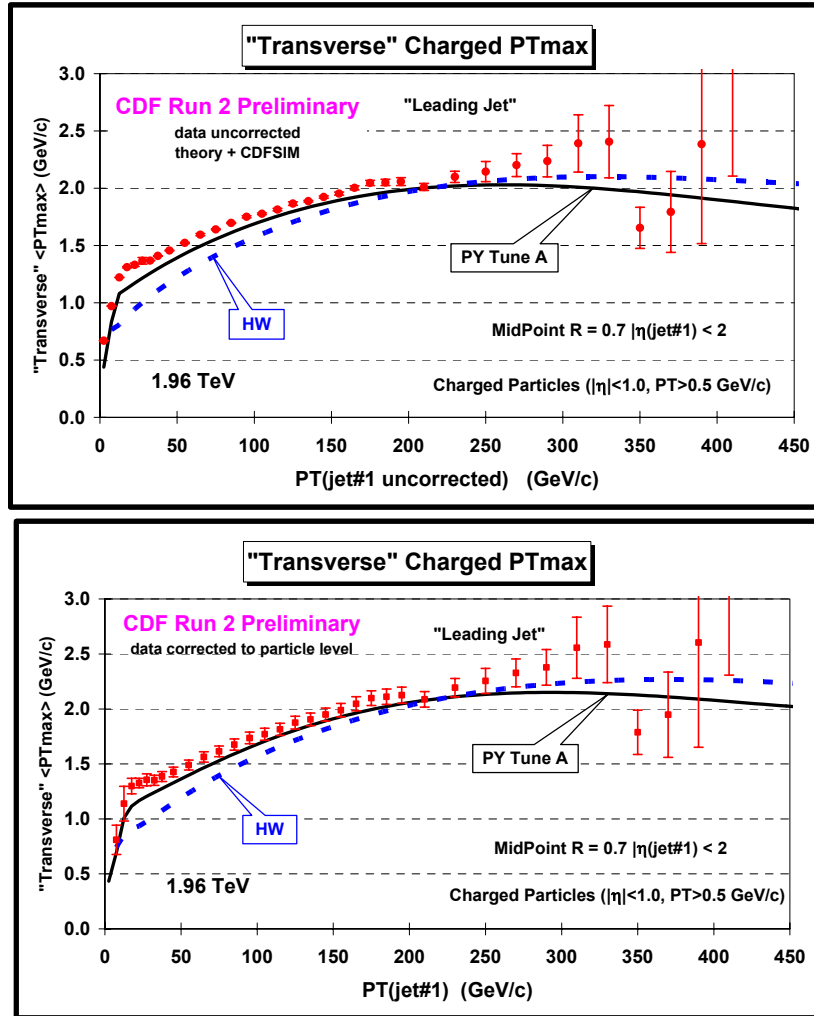 "Transverse" Charged PTmax
CDF Run 2 Preliminary
data uncorrected
theory + CDFSIM
"Leading Jet"
PY Tune A
HW
MidPoint R = 0.7 |η(jet#1) < 2
1.96 TeV
Charged Particles (|η|<1.0, PT>0.5 GeV/c)
"Transverse" <PTmax> (GeV/c)
3.0
2.5
2.0
1.5
1.0
0.5
0.0
0 50 100 150 200 250 300 350 400 450
PT(jet#1 uncorrected) (GeV/c)
"Transverse" Charged PTmax
CDF Run 2 Preliminary
data corrected to particle level
"Leading Jet"
PY Tune A
HW
MidPoint R = 0.7 |η(jet#1) < 2
1.96 TeV
Charged Particles (|η|<1.0, PT>0.5 GeV/c)
"Transverse" <PTmax> (GeV/c)
3.0
2.5
2.0
1.5
1.0
0.5
0.0
0 50 100 150 200 250 300 350 400 450
PT(jet#1) (GeV/c)